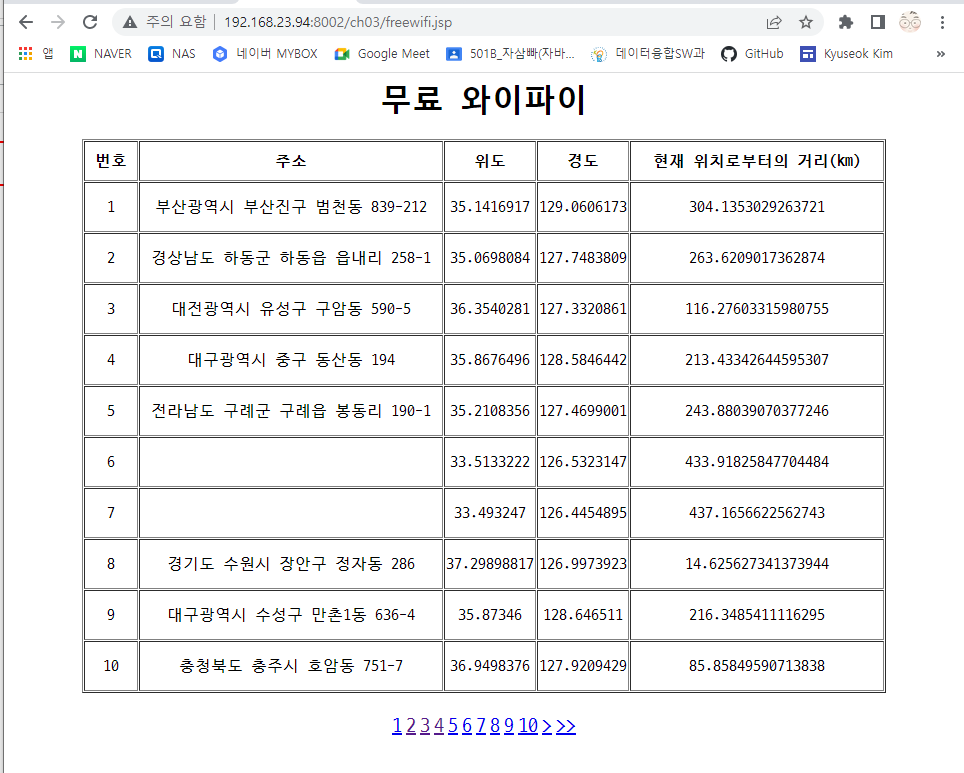 주의 요함 192.168.23.94:8002/ch03/freewifi.jsp
앱 NAVER NAS 네이버 MYBOX Google Meet 501B_자삼빠(자바... 데이터융합SW과 GitHub Kyuseok Kim »
무료 와이파이
번호 주소 위도 경도 현재 위치로부터의 거리(km)
1 부산광역시 부산진구 범천동 839-212 35.1416917 129.0606173 304.1353029263721
2 경상남도 하동군 하동읍 읍내리 258-1 35.0698084 127.7483809 263.6209017362874
3 대전광역시 유성구 구암동 590-5 36.3540281 127.3320861 116.27603315980755
4 대구광역시 중구 동산동 194 35.8676496 128.5846442 213.43342644595307
5 전라남도 구례군 구례읍 봉동리 190-1 35.2108356 127.4699001 243.88039070377246
6 33.5133222 126.5323147 433.91825847704484
7 33.493247 126.4454895 437.1656622562743
8 경기도 수원시 장안구 정자동 286 37.29898817 126.9973923 14.625627341373944
9 대구광역시 수성구 만촌1동 636-4 35.87346 128.646511 216.3485411116295
10 충청북도 충주시 호암동 751-7 36.9498376 127.9209429 85.85849590713838
1 2 3 4 5 6 7 8 9 10 > >>